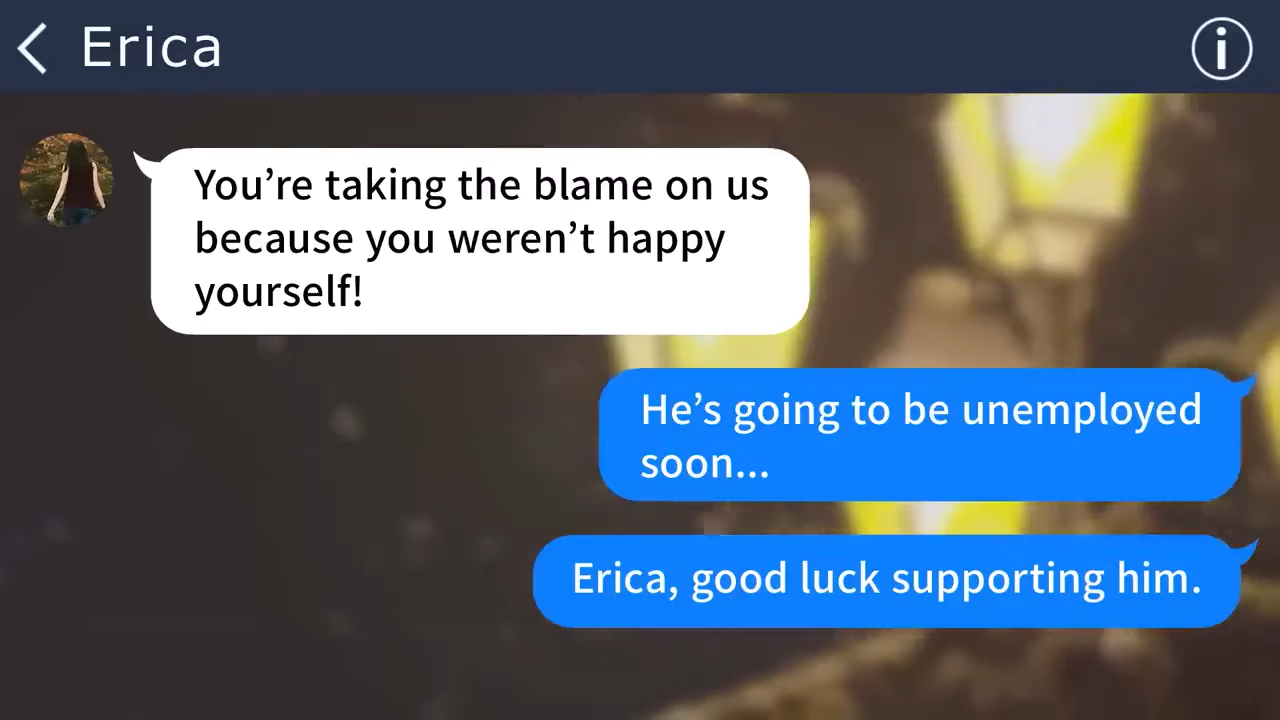 Erica
You’re taking the blame on us
because you weren’t happy
yourself!
He’s going to be unemployed
soon...
Erica, good luck supporting him.